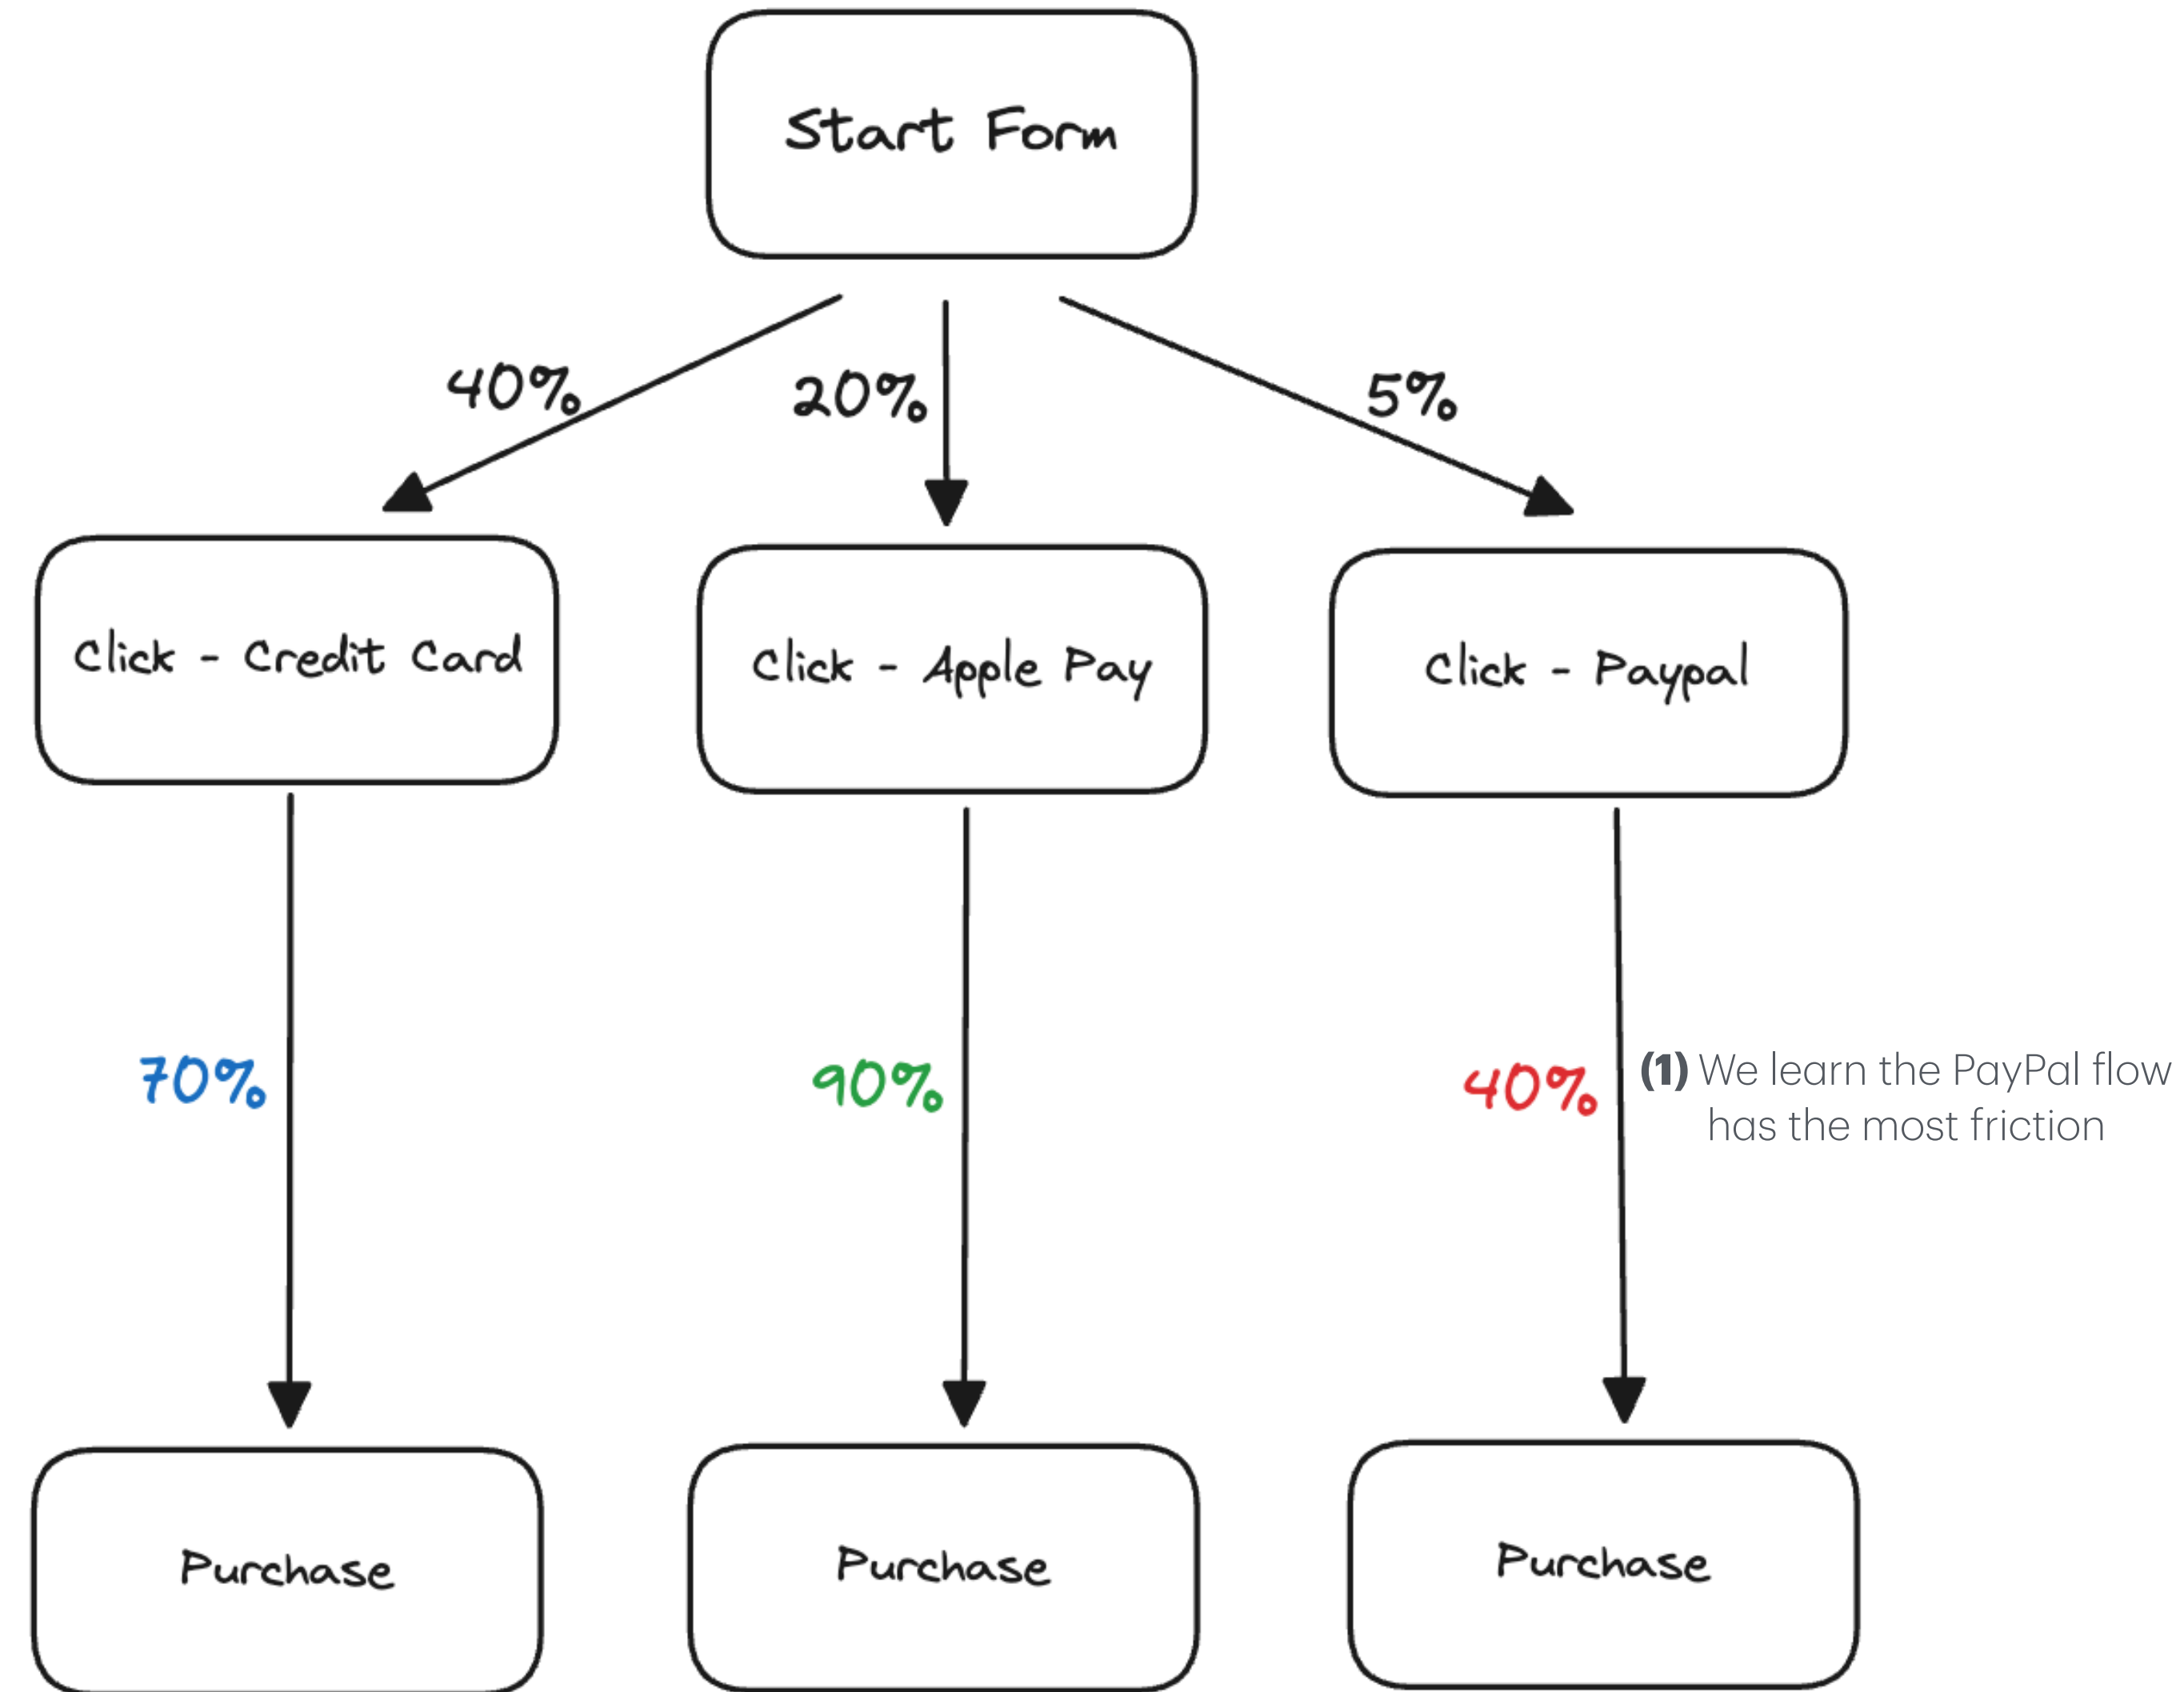 Start Form
40%
20%
5%
Click - Credit Card
Click - Apple Pay
Click - Paypal
70%
90%
40%
(1) We learn the PayPal flow
has the most friction
Purchase
Purchase
Purchase